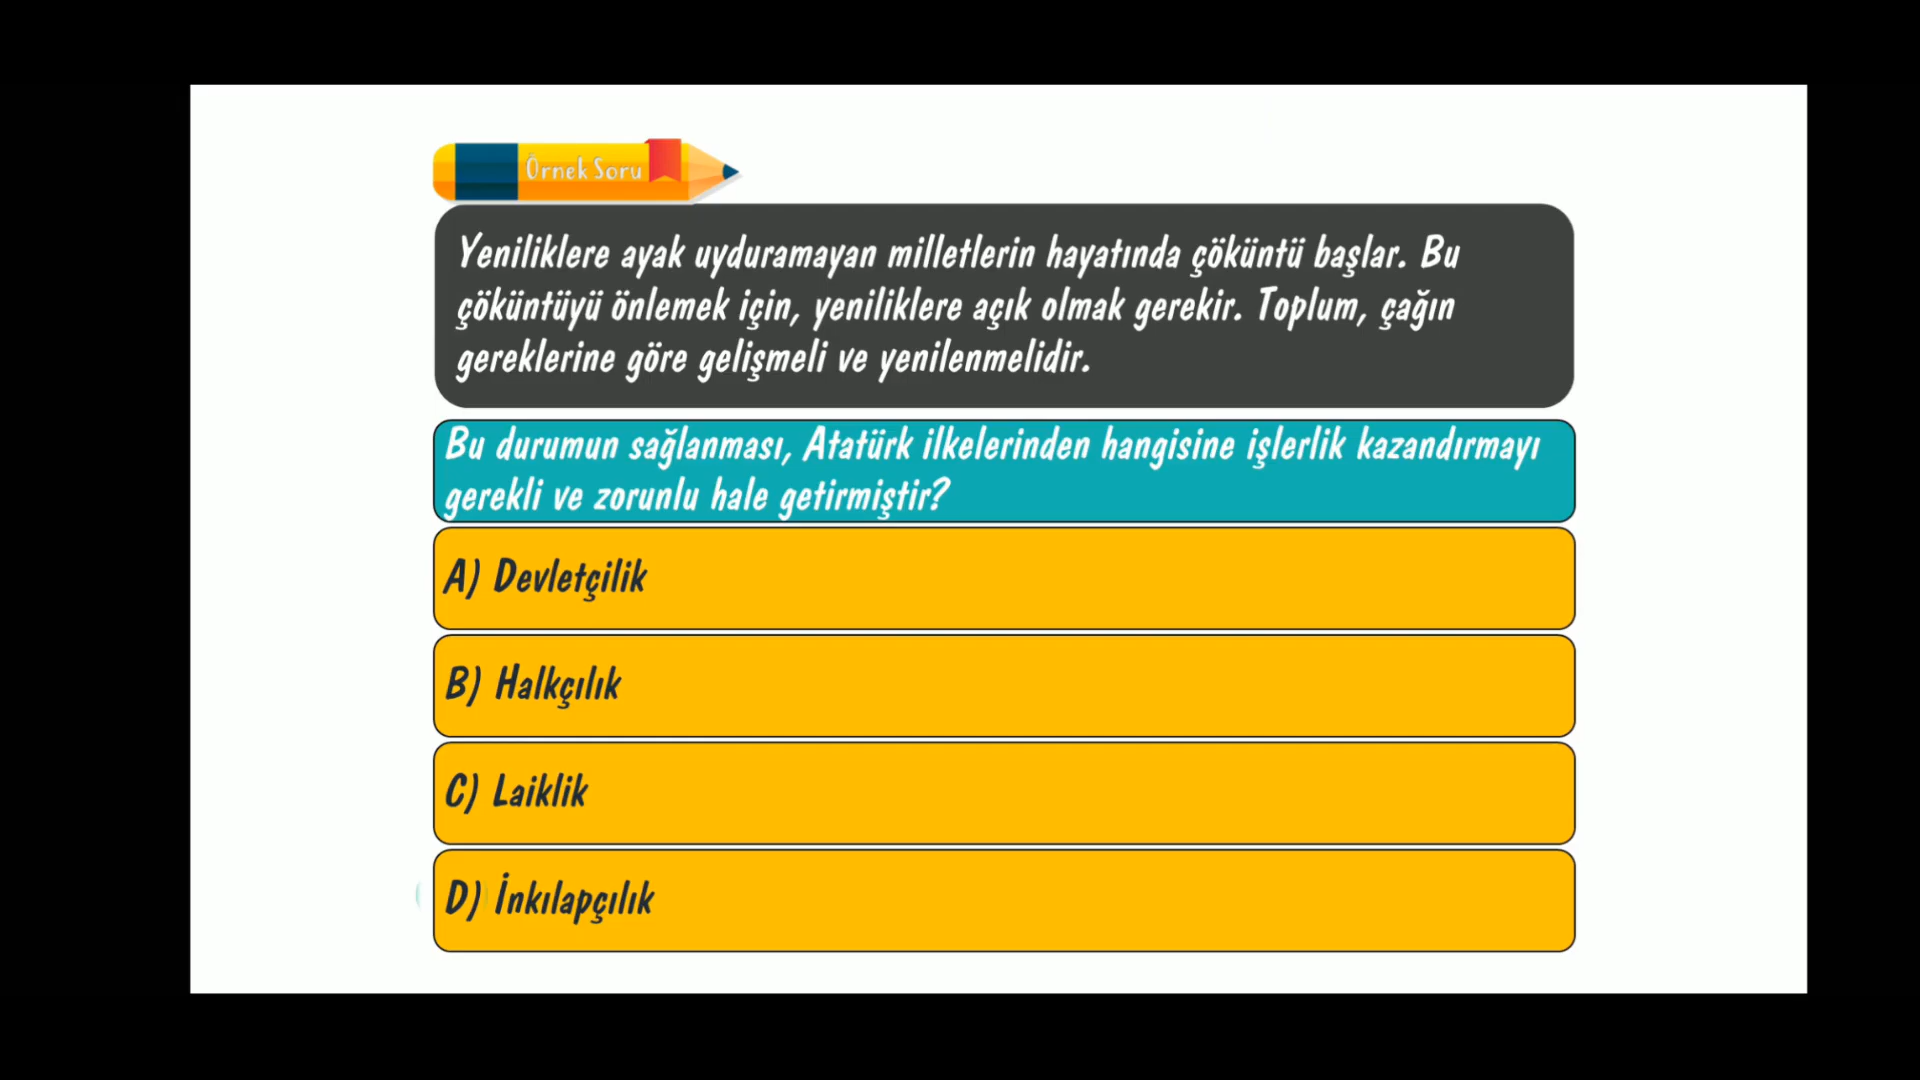 Örnek Soru
Yeniliklere ayak uyduramayan milletlerin hayatında çöküntü başlar. Bu
çöküntüyü önlemek için, yeniliklere açık olmak gerekir. Toplum, çağın
gereklerine göre gelişmeli ve yenilenmelidir.
Bu durumun sağlanması, Atatürk ilkelerinden hangisine işlerlik kazandırmayı
gerekli ve zorunlu hale getirmiştir?
A) Devletçilik
B) Halkçılık
C) Laiklik
D) İnkılapçılık